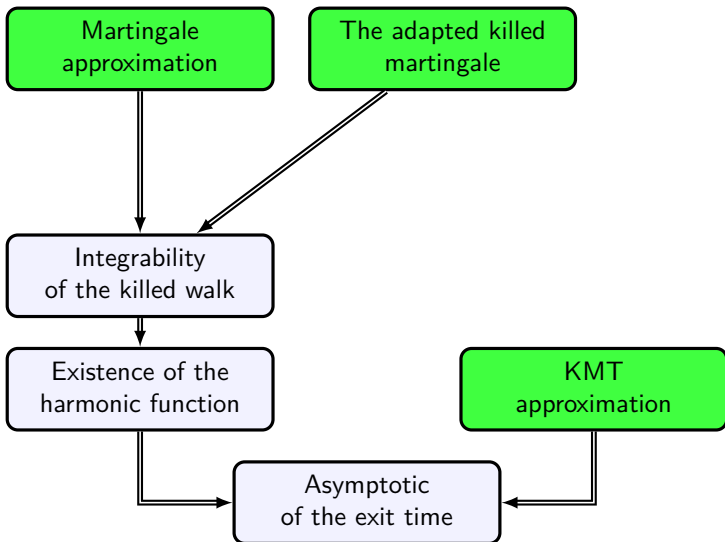 Martingale
approximation
The adapted killed
martingale
Integrability
of the killed walk
Existence of the
harmonic function
KMT
approximation
Asymptotic
of the exit time